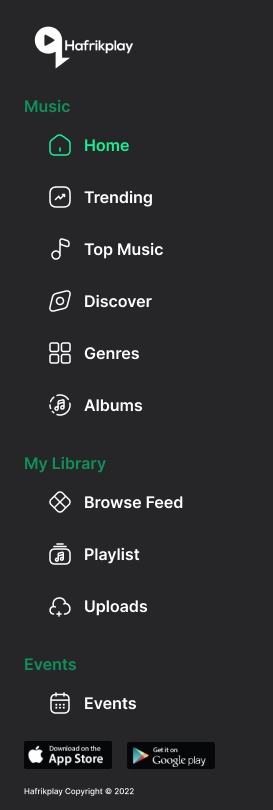 Hafrikplay
Music
Home
Trending
Top Music
Discover
Genres
Albums
My Library
Browse Feed
Playlist
Uploads
Events
Events
Download on the
App Store
Get it on
Google play
Hafrikplay Copyright © 2022